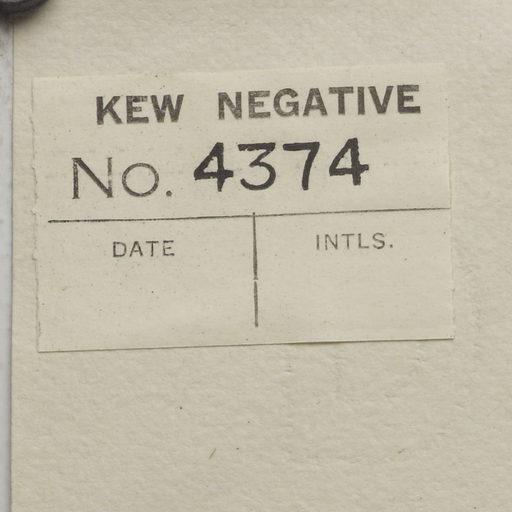 KEW NEGATIVE
No. 4374
DATE INTLS.